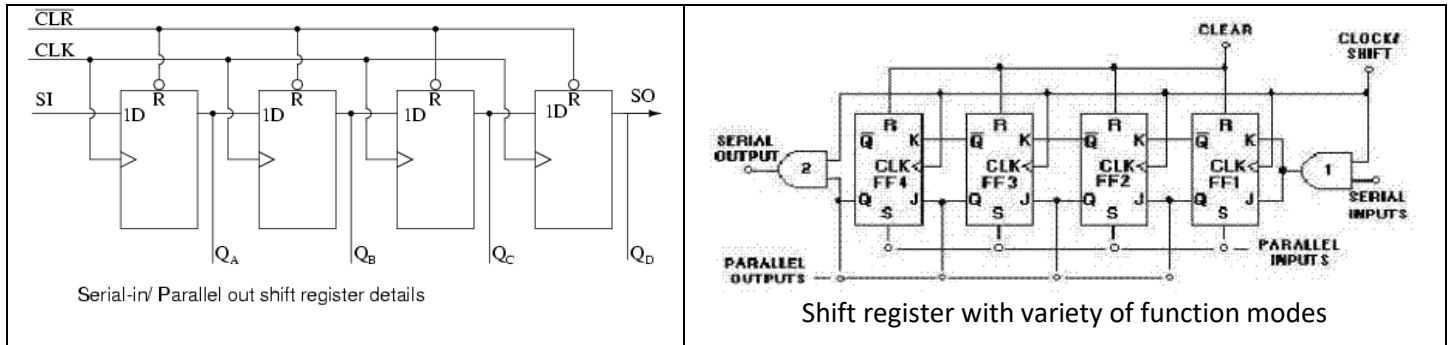 CLR
CLK
SI
1D
R
1D
R
1D
R
1D
R
SO
QA
QB
QC
QD
Serial-in/ Parallel out shift register details
CLEAR
CLOCK/
SHIFT
SERIAL
OUTPUT
2
R
Q K
CLK
FF4
Q J
S
R
Q K
CLK
FF3
Q J
S
R
Q K
CLK
FF2
Q J
S
R
Q K
CLK
FF1
Q J
S
1
SERIAL
INPUTS
PARALLEL
INPUTS
PARALLEL
OUTPUTS
Shift register with variety of function modes